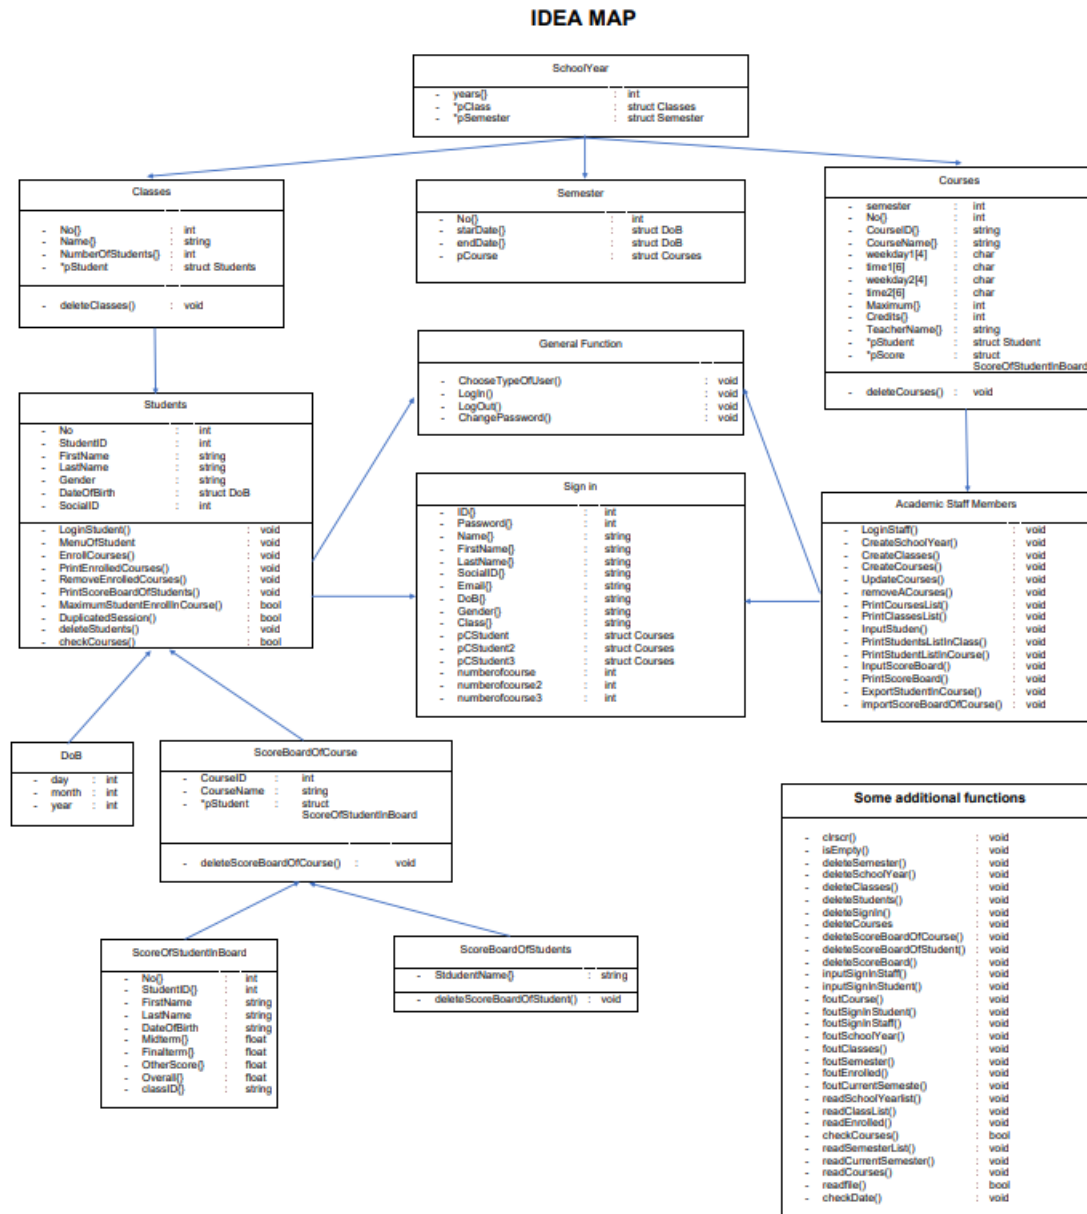 IDEA MAP
SchoolYear
- years{} : int
- *pClass : struct Classes
- *pSemester : struct Semester
Classes
- No{} : int
- Name{} : string
- NumberOfStudents{} : int
- *pStudent : struct Students
- deleteClasses() : void
Semester
- No{} : int
- starDate{} : struct DoB
- endDate{} : struct DoB
- pCourse : struct Courses
Courses
- semester : int
- No{} : int
- CourseID{} : string
- CourseName{} : string
- weekday1[4] : char
- time1[6] : char
- weekday2[4] : char
- time2[6] : char
- Maximum{} : int
- Credits{} : int
- TeacherName{} : string
- *pStudent : struct Student
- *pScore : struct
ScoreOfStudentInBoard
- deleteCourses() : void
General Function
- ChooseTypeOfUser() : void
- LogIn() : void
- LogOut() : void
- ChangePassword() : void
Students
- No : int
- StudentID : int
- FirstName : string
- LastName : string
- Gender : string
- DateOfBirth : struct DoB
- SocialID : int
- LoginStudent() : void
- MenuOfStudent : void
- EnrollCourses() : void
- PrintEnrolledCourses() : void
- RemoveEnrolledCourses() : void
- PrintScoreBoardOfStudents() : void
- MaximumStudentEnrollInCourse() : bool
- DuplicatedSession() : bool
- deleteStudents() : void
- checkCourses() : bool
Sign in
- ID{} : int
- Password{} : int
- Name{} : string
- FirstName{} : string
- LastName{} : string
- SocialID{} : string
- Email{} : string
- DoB{} : string
- Gender{} : string
- Class{} : string
- pCStudent : struct Courses
- pCStudent2 : struct Courses
- pCStudent3 : struct Courses
- numberofcourse : int
- numberofcourse2 : int
- numberofcourse3 : int
Academic Staff Members
- LoginStaff() : void
- CreateSchoolYear() : void
- CreateClasses() : void
- CreateCourses() : void
- UpdateCourses() : void
- removeACourses() : void
- PrintCoursesList() : void
- PrintClassesList() : void
- InputStuden() : void
- PrintStudentsListInClass() : void
- PrintStudentListInCourse() : void
- InputScoreBoard() : void
- PrintScoreBoard() : void
- ExportStudentInCourse() : void
- importScoreBoardOfCourse() : void
DoB
- day : int
- month : int
- year : int
ScoreBoardOfCourse
- CourseID : int
- CourseName : string
- *pStudent : struct
ScoreOfStudentInBoard
- deleteScoreBoardOfCourse() : void
ScoreOfStudentInBoard
- No{} : int
- StudentID{} : int
- FirstName : string
- LastName : string
- DateOfBirth : string
- Midterm{} : float
- Finalterm{} : float
- OtherScore{} : float
- Overall{} : float
- classID{} : string
ScoreBoardOfStudents
- StdudentName{} : string
- deleteScoreBoardOfStudent() : void
Some additional functions
- clrscr() : void
- isEmpty() : void
- deleteSemester() : void
- deleteSchoolYear() : void
- deleteClasses() : void
- deleteStudents() : void
- deleteSignIn() : void
- deleteCourses : void
- deleteScoreBoardOfCourse() : void
- deleteScoreBoardOfStudent() : void
- deleteScoreBoard() : void
- inputSignInStaff() : void
- inputSignInStudent() : void
- foutCourse() : void
- foutSignInStudent() : void
- foutSignInStaff() : void
- foutSchoolYear() : void
- foutClasses() : void
- foutSemester() : void
- foutEnrolled() : void
- foutCurrentSemeste() : void
- readSchoolYearlist() : void
- readClassList() : void
- readEnrolled() : void
- checkCourses() : bool
- readSemesterList() : void
- readCurrentSemester() : void
- readCourses() : void
- readfile() : bool
- checkDate() : void